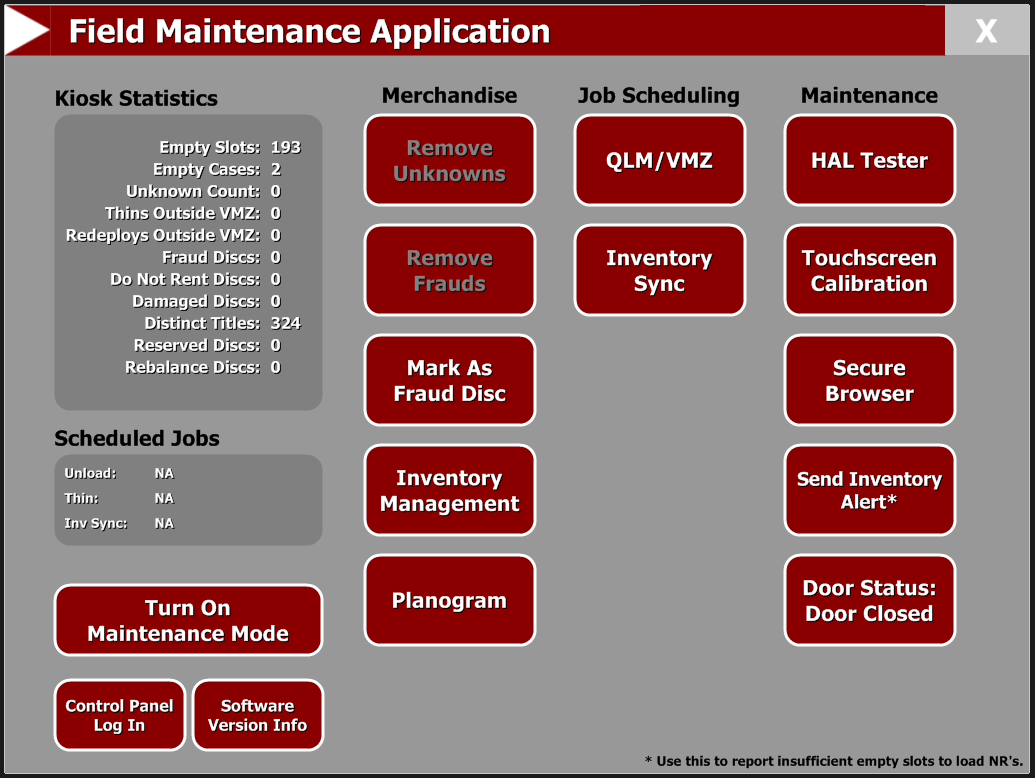 Field Maintenance Application
X
Kiosk Statistics
Empty Slots: 193
Empty Cases: 2
Unknown Count: 0
Thins Outside VMZ: 0
Redeploys Outside VMZ: 0
Fraud Discs: 0
Do Not Rent Discs: 0
Damaged Discs: 0
Distinct Titles: 324
Reserved Discs: 0
Rebalance Discs: 0
Scheduled Jobs
Unload: NA
Thin: NA
Inv Sync: NA
Turn On
Maintenance Mode
Control Panel
Log In
Software
Version Info
Merchandise
Remove
Unknowns
Remove
Frauds
Mark As
Fraud Disc
Inventory
Management
Planogram
Job Scheduling
QLM/VMZ
Inventory
Sync
Maintenance
HAL Tester
Touchscreen
Calibration
Secure
Browser
Send Inventory
Alert*
Door Status:
Door Closed
* Use this to report insufficient empty slots to load NR's.